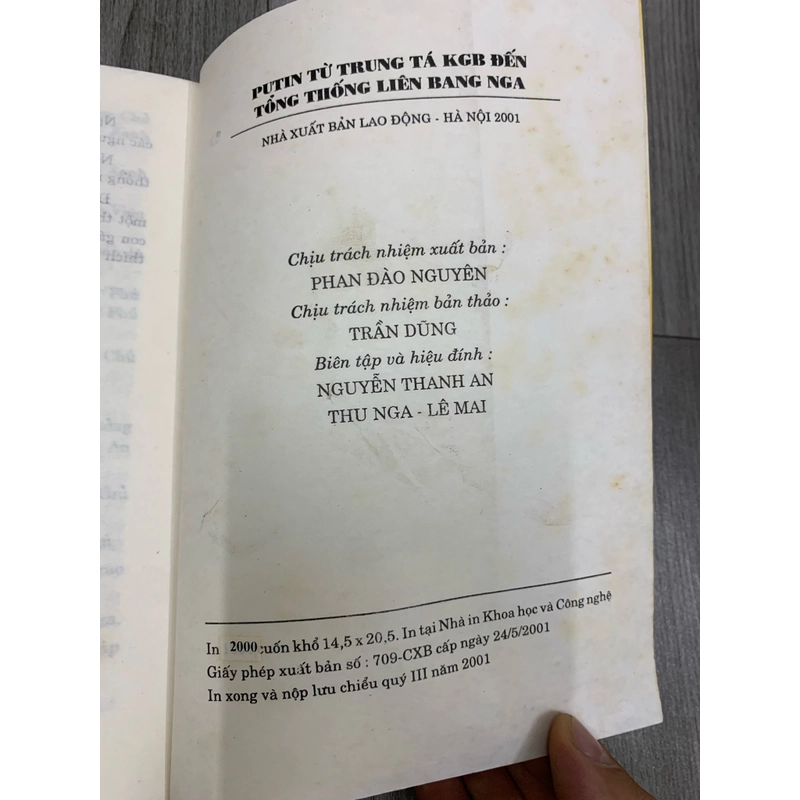 PUTIN TỪ TRUNG TÁ KGB ĐẾN
TỔNG THỐNG LIÊN BANG NGA
NHÀ XUẤT BẢN LAO ĐỘNG - HÀ NỘI 2001
Chịu trách nhiệm xuất bản :
PHAN ĐÀO NGUYÊN
Chịu trách nhiệm bản thảo :
TRẦN DŨNG
Biên tập và hiệu đính :
NGUYỄN THANH AN
THU NGA - LÊ MAI
In 2000 :uốn khổ 14,5 x 20,5. In tại Nhà in Khoa học và Công nghệ
Giấy phép xuất bản số : 709-CXB cấp ngày 24/5/2001
In xong và nộp lưu chiểu quý III năm 2001